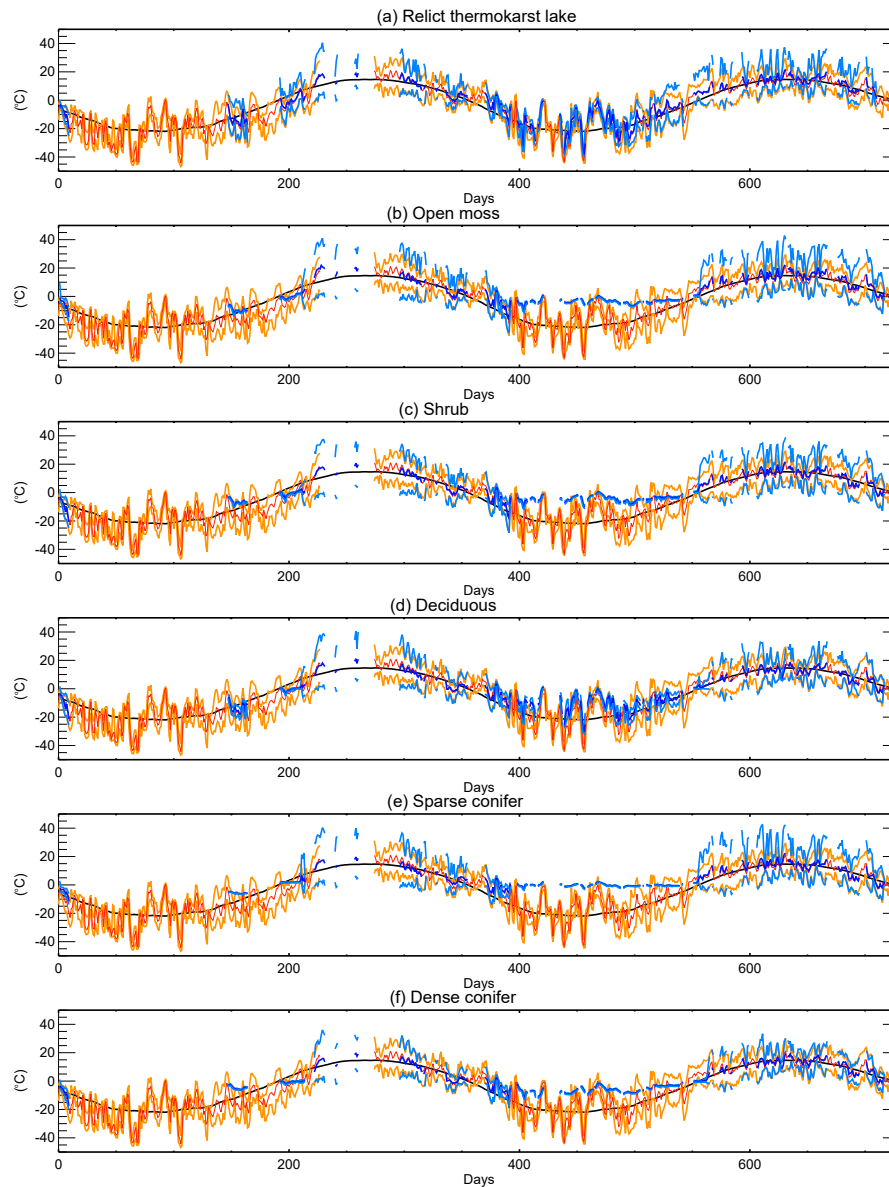 (a) Relict thermokarst lake
40
20
0
-20
-40
(°C)
0 200 400 600
Days
(b) Open moss
40
20
0
-20
-40
(°C)
0 200 400 600
Days
(c) Shrub
40
20
0
-20
-40
(°C)
0 200 400 600
Days
(d) Deciduous
40
20
0
-20
-40
(°C)
0 200 400 600
Days
(e) Sparse conifer
40
20
0
-20
-40
(°C)
0 200 400 600
Days
(f) Dense conifer
40
20
0
-20
-40
(°C)
0 200 400 600
Days